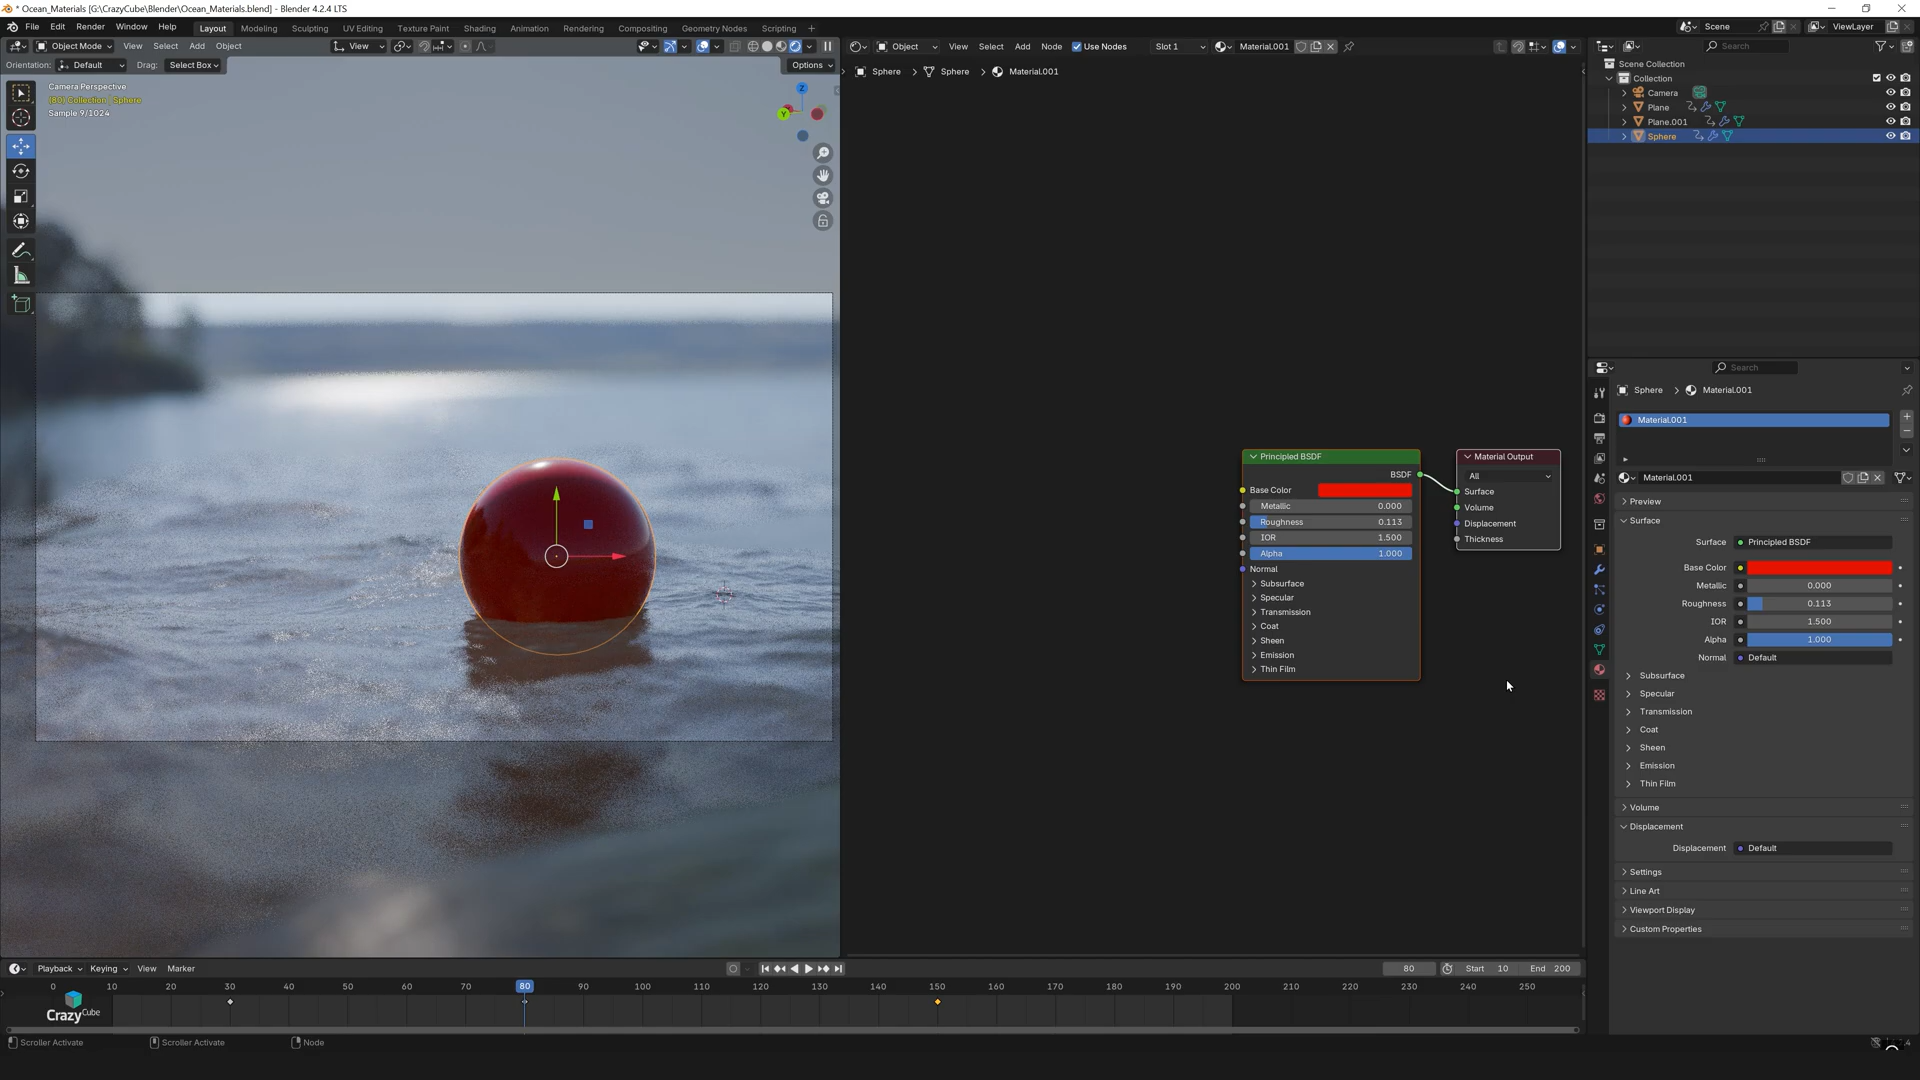 * Ocean_Materials [G:\CrazyCube\Blender\Ocean_Materials.blend] - Blender 4.2.4 LTS
File Edit Render Window Help Layout Modeling Sculpting UV Editing Texture Paint Shading Animation Rendering Compositing Geometry Nodes Scripting + Scene ViewLayer
Object Mode View Select Add Object View
Object View Select Add Node Use Nodes Slot 1 Material.001
Search
Orientation: Default Drag: Select Box Options
Sphere > Sphere > Material.001
Camera Perspective
(80) Collection | Sphere
Sample 9/1024
Z
Y
Scene Collection
Collection
Camera
Plane
Plane.001
Sphere
Principled BSDF
BSDF
Base Color
Metallic 0.000
Roughness 0.113
IOR 1.500
Alpha 1.000
Normal
Subsurface
Specular
Transmission
Coat
Sheen
Emission
Thin Film
Material Output
All
Surface
Volume
Displacement
Thickness
Search
Sphere > Material.001
Material.001
Material.001
Preview
Surface
Surface Principled BSDF
Base Color
Metallic 0.000
Roughness 0.113
IOR 1.500
Alpha 1.000
Normal Default
Subsurface
Specular
Transmission
Coat
Sheen
Emission
Thin Film
Volume
Displacement
Displacement Default
Settings
Line Art
Viewport Display
Custom Properties
Playback Keying View Marker 80 Start 10 End 200
0 10 20 30 40 50 60 70 80 90 100 110 120 130 140 150 160 170 180 190 200 210 220 230 240 250
CrazyCube
Scroller Activate Scroller Activate Node